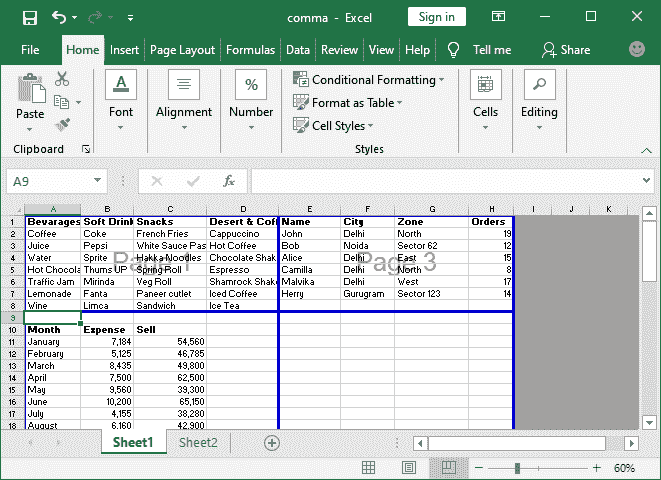 comma - Excel Sign in
File Home Insert Page Layout Formulas Data Review View Help Tell me Share
Paste Font Alignment Number Conditional Formatting Format as Table Cell Styles Cells Editing
Clipboard Styles
A9 fx
A B C D E F G H I J K
1 Bevarages Soft Drink Snacks Desert & Coff Name City Zone Orders
2 Coffee Coke French Fries Cappuccino John Delhi North 19
3 Juice Pepsi White Sauce Pas Hot Coffee Bob Noida Sector 62 12
4 Water Sprite Hakka Noodles Chocolate Shak Alice Delhi East 15
Page 1 Page 3
5 Hot Chocola Thums UP Spring Roll Espresso Camilla Delhi North 8
6 Traffic Jam Mirinda Veg Roll Shamrock Shak Malvika Delhi West 17
7 Lemonade Fanta Paneer cutlet Iced Coffee Herry Gurugram Sector 123 14
8 Wine Limca Sandwich Ice Tea
9
10 Month Expense Sell
11 January 7,184 54,560
12 February 5,125 46,785
13 March 8,435 49,800
14 April 7,500 62,500
15 May 9,560 39,300
16 June 10,200 65,150
17 July 4,155 38,280
18 August 6,160 42,900
Sheet1 Sheet2
60%